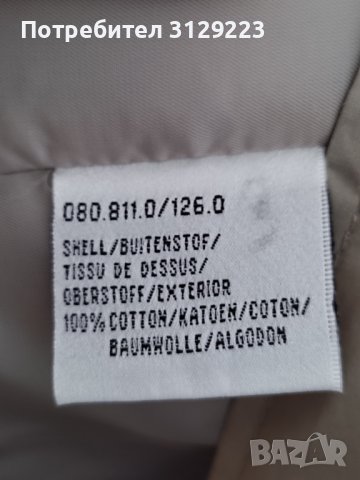 Потребител 3129223
080.811.0/126.0
SHELL/BUITENSTOF/
TISSU DE DESSUS/
OBERSTOFF/EXTERIOR
100% COTTON/KATOEN/COTON/
BAUMWOLLE/ALGODON
BAZAR